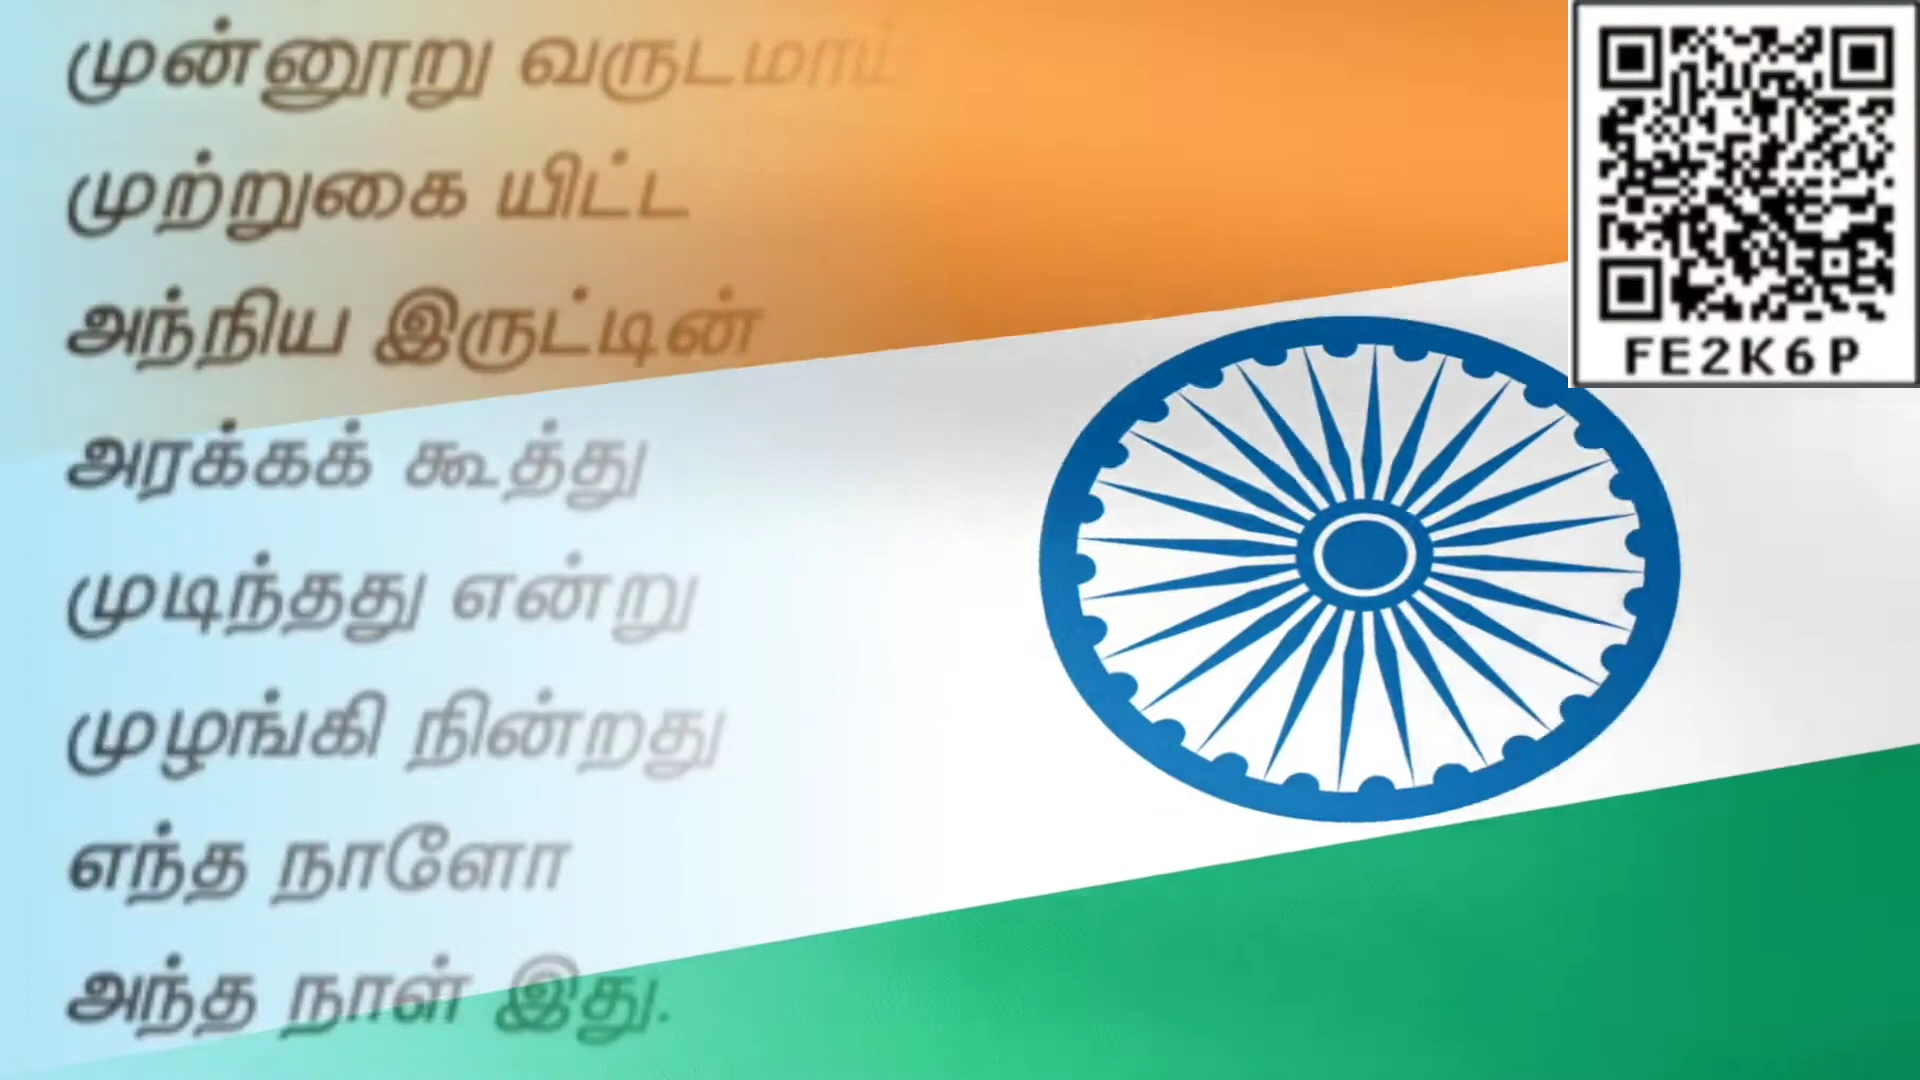 முன்னூறு வருடமாய்
முற்றுகை யிட்ட
அந்நிய இருட்டின்
அரக்கக் கூத்து
முடிந்தது என்று
முழங்கி நின்றது
எந்த நாளோ
அந்த நாள் இது.
FE2K6P